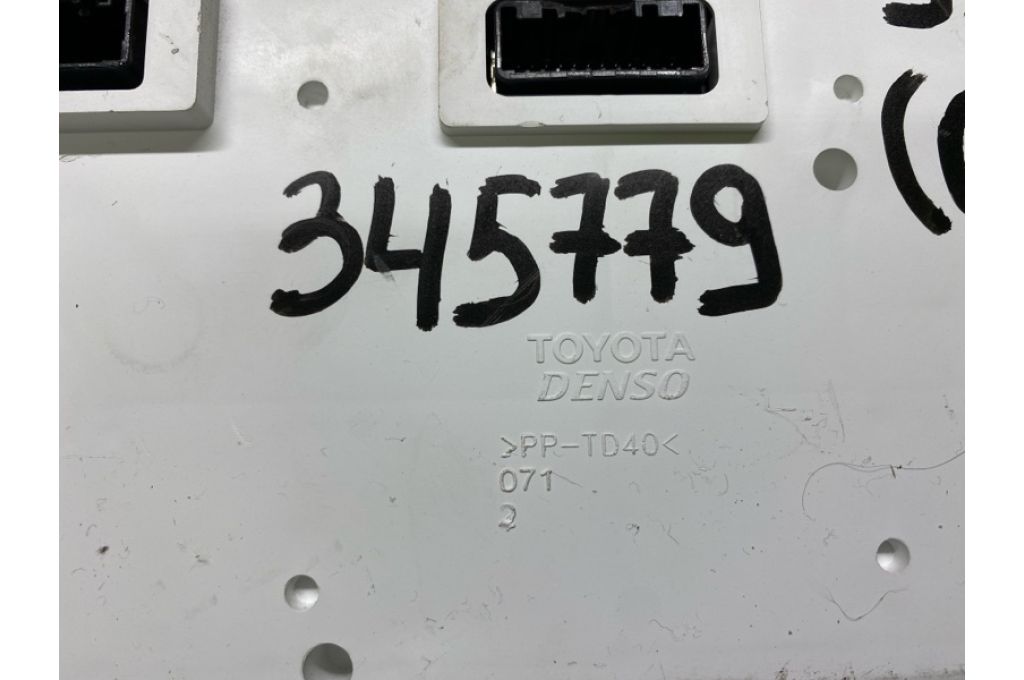 345779
TOYOTA
DENSO
>PP-TD40<
071
2